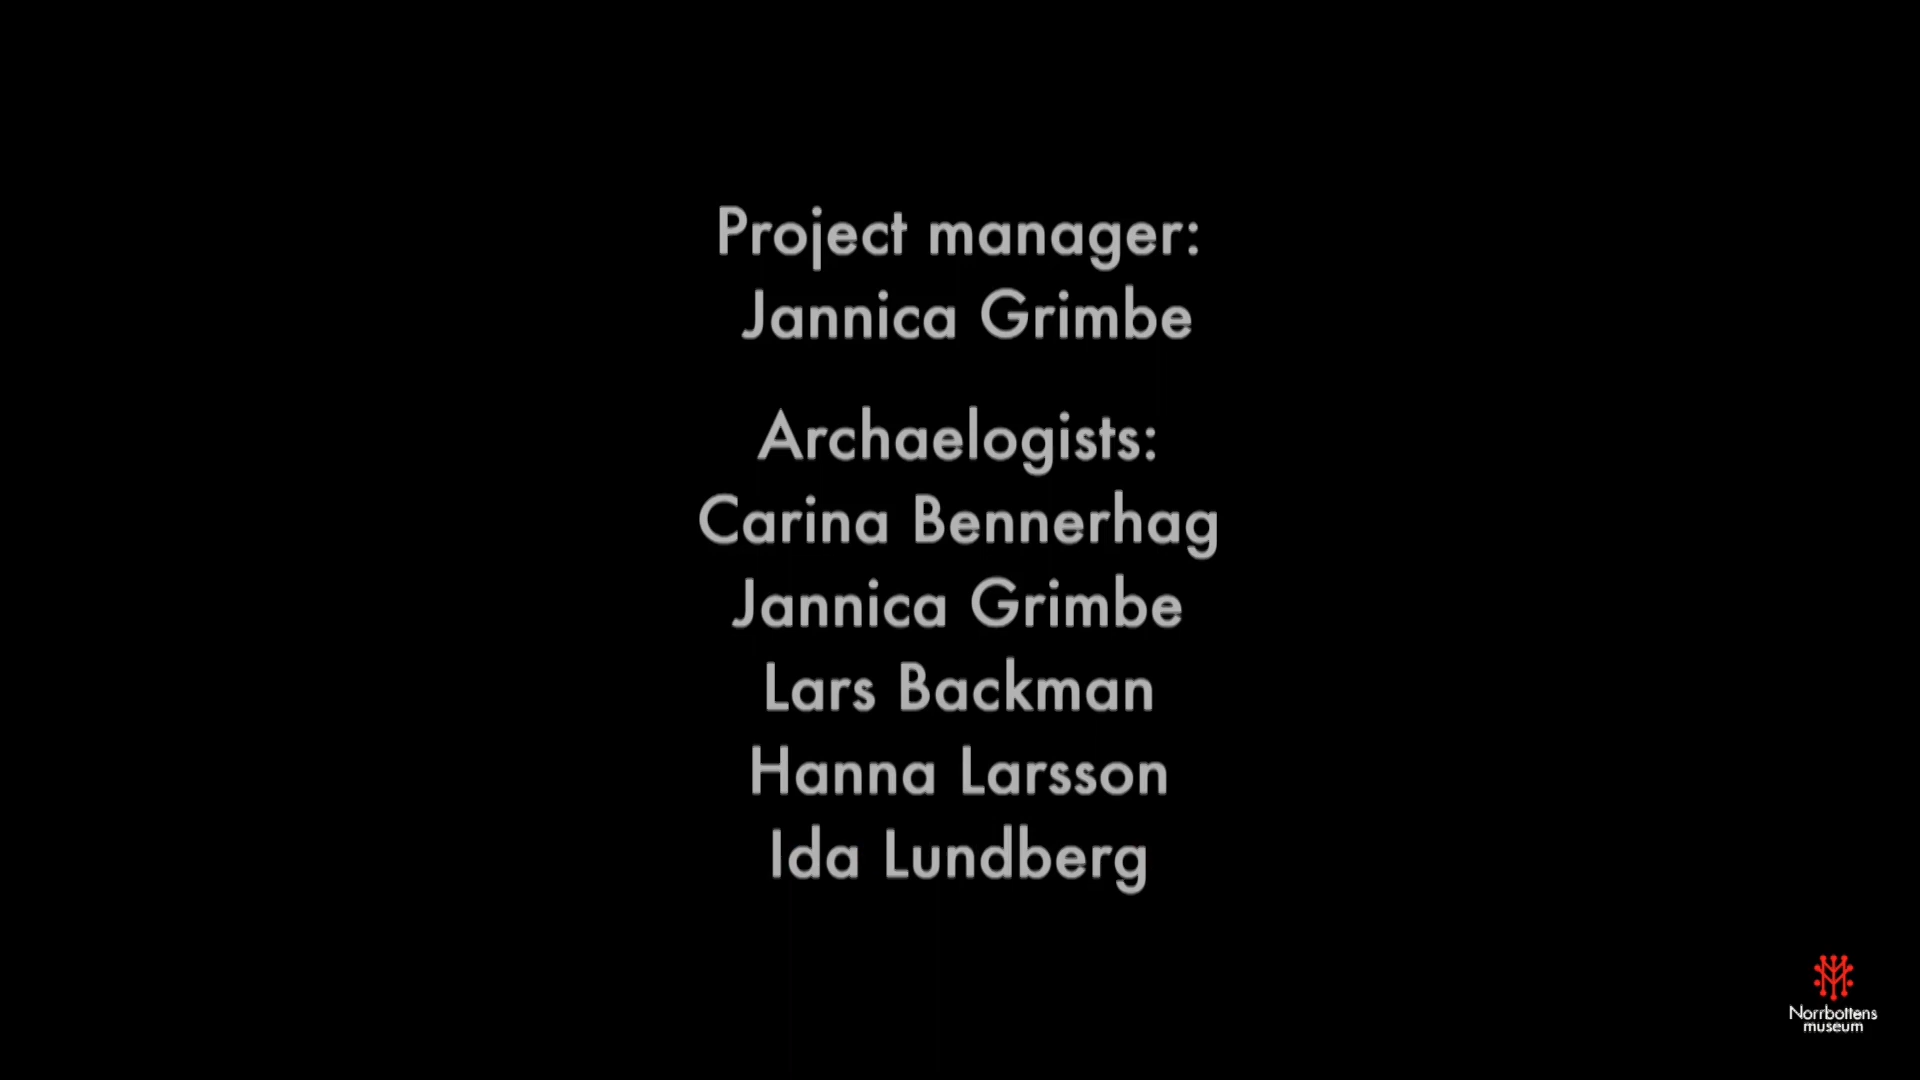 Project manager:
Jannica Grimbe
Archaelogists:
Carina Bennerhag
Jannica Grimbe
Lars Backman
Hanna Larsson
Ida Lundberg
Norrbottens
museum